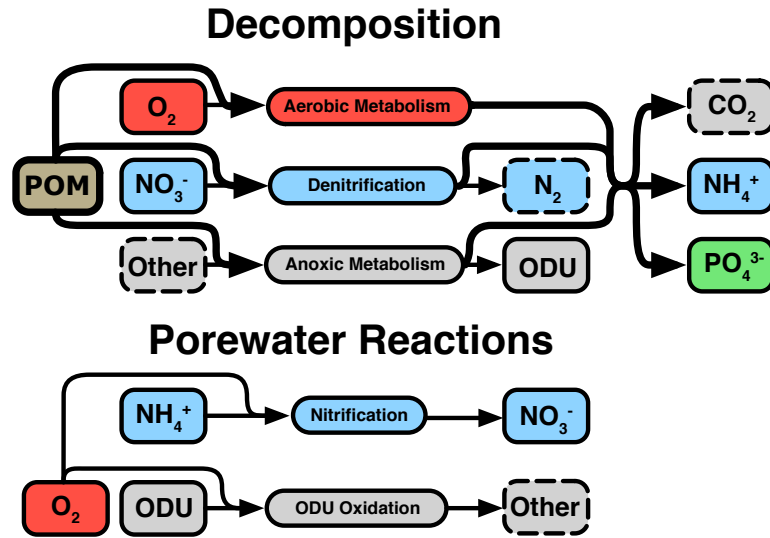 Decomposition
O₂ Aerobic Metabolism CO₂
POM NO₃⁻ Denitrification N₂ NH₄⁺
Other Anoxic Metabolism ODU PO₄³⁻
Porewater Reactions
NH₄⁺ Nitrification NO₃⁻
O₂ ODU ODU Oxidation Other